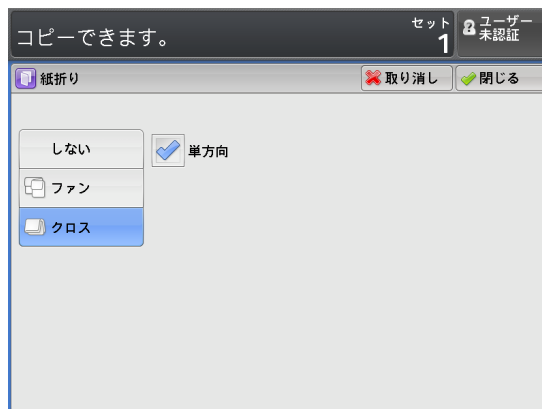 コピーできます。
セット
1
ユーザー
未認証
紙折り
取り消し
閉じる
しない
単方向
ファン
クロス